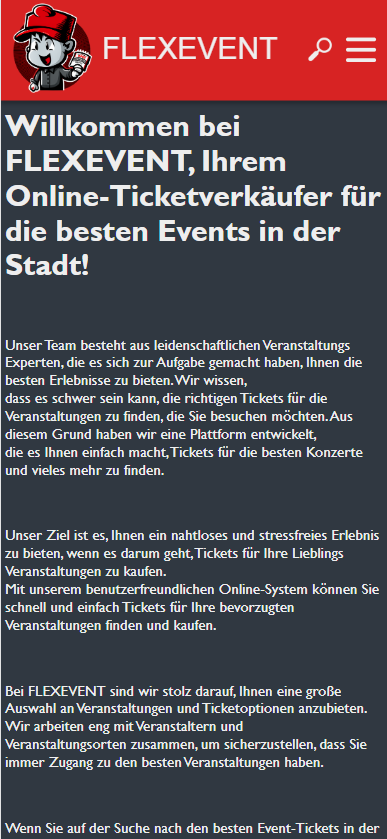 FLEXEVENT
Willkommen bei
FLEXEVENT, Ihrem
Online-Ticketverkäufer für
die besten Events in der
Stadt!
Unser Team besteht aus leidenschaftlichen Veranstaltungs
Experten, die es sich zur Aufgabe gemacht haben, Ihnen die
besten Erlebnisse zu bieten. Wir wissen,
dass es schwer sein kann, die richtigen Tickets für die
Veranstaltungen zu finden, die Sie besuchen möchten. Aus
diesem Grund haben wir eine Plattform entwickelt,
die es Ihnen einfach macht, Tickets für die besten Konzerte
und vieles mehr zu finden.
Unser Ziel ist es, Ihnen ein nahtloses und stressfreies Erlebnis
zu bieten, wenn es darum geht, Tickets für Ihre Lieblings
Veranstaltungen zu kaufen.
Mit unserem benutzerfreundlichen Online-System können Sie
schnell und einfach Tickets für Ihre bevorzugten
Veranstaltungen finden und kaufen.
Bei FLEXEVENT sind wir stolz darauf, Ihnen eine große
Auswahl an Veranstaltungen und Ticketoptionen anzubieten.
Wir arbeiten eng mit Veranstaltern und
Veranstaltungsorten zusammen, um sicherzustellen, dass Sie
immer Zugang zu den besten Veranstaltungen haben.
Wenn Sie auf der Suche nach den besten Event-Tickets in der